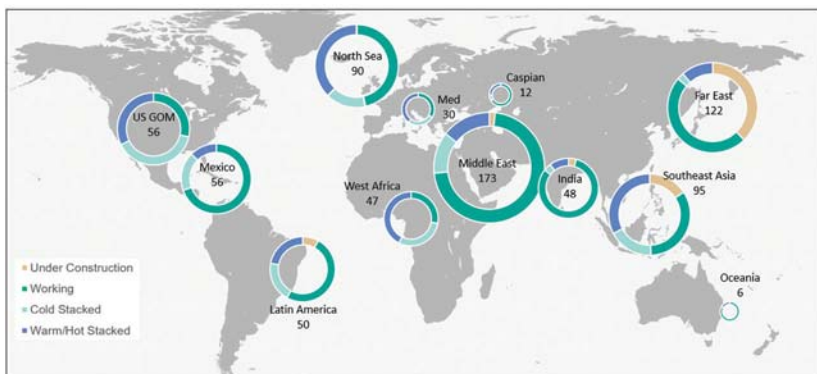 North Sea
90
Caspian
12
Med
30
Far East
122
US GOM
56
Mexico
56
Middle East
173
India
48
Southeast Asia
95
West Africa
47
Latin America
50
Oceania
6
Under Construction
Working
Cold Stacked
Warm/Hot Stacked